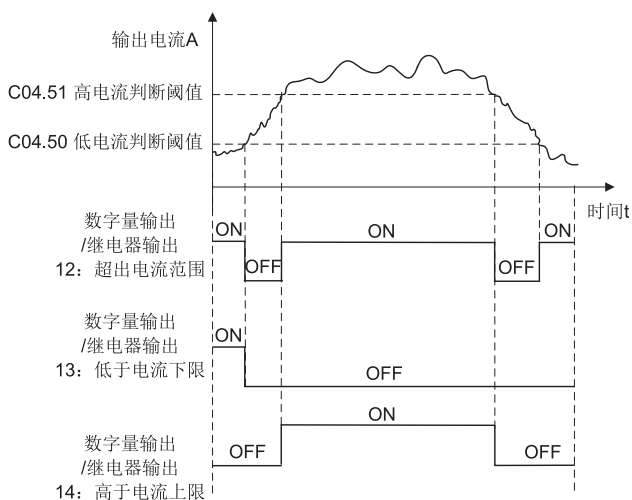 输出电流A
C04.51 高电流判断阈值
C04.50 低电流判断阈值
时间t
数字量输出
/继电器输出
12：超出电流范围
ON
OFF
ON
OFF
ON
数字量输出
/继电器输出
13：低于电流下限
ON
OFF
数字量输出
/继电器输出
14：高于电流上限
OFF
ON
OFF